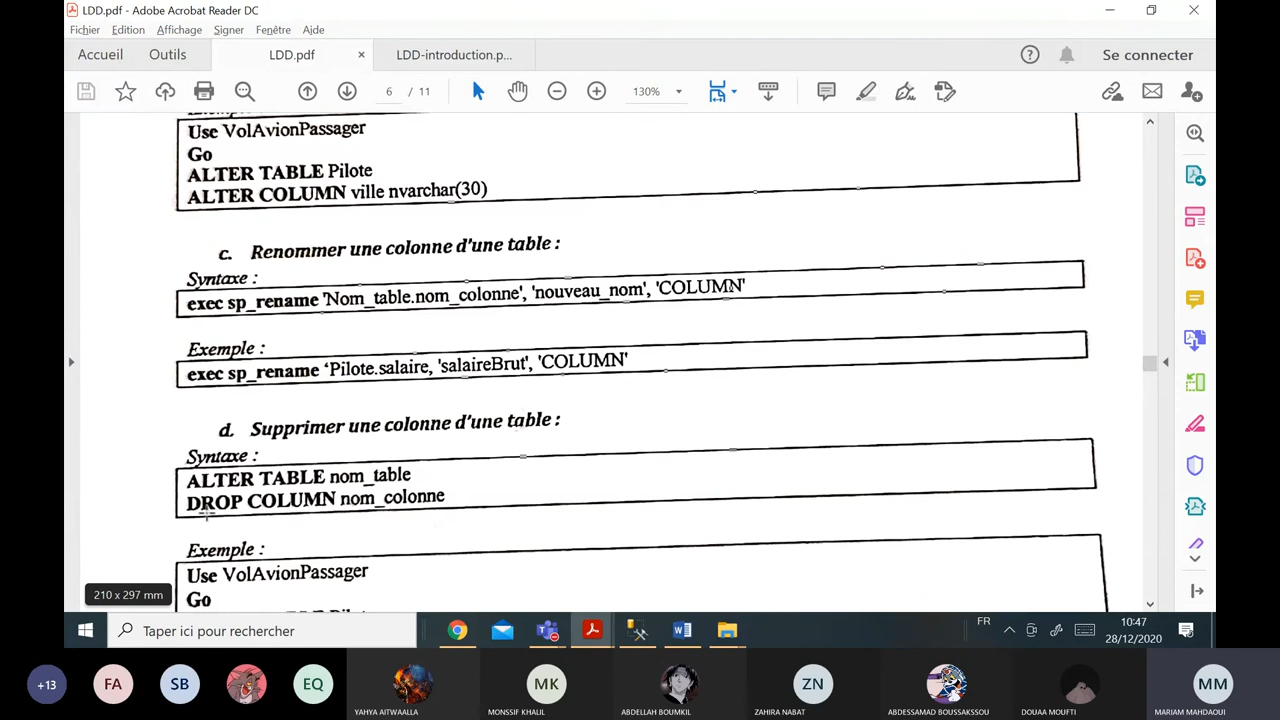 LDD.pdf - Adobe Acrobat Reader DC
Fichier Edition Affichage Signer Fenêtre Aide
Accueil Outils LDD.pdf LDD-introduction.p... Se connecter
6 / 11 130%
Use VolAvionPassager
Go
ALTER TABLE Pilote
ALTER COLUMN ville nvarchar(30)
c. Renommer une colonne d'une table :
Syntaxe :
exec sp_rename 'Nom_table.nom_colonne', 'nouveau_nom', 'COLUMN'
Exemple :
exec sp_rename ‘Pilote.salaire, 'salaireBrut', 'COLUMN'
d. Supprimer une colonne d'une table :
Syntaxe :
ALTER TABLE nom_table
DROP COLUMN nom_colonne
Exemple :
Use VolAvionPassager
Go
210 x 297 mm
Taper ici pour rechercher
FR
10:47
28/12/2020
+13 FA SB EQ MK ZN MM
YAHYA AITWAALLA MONSSIF KHALIL ABDELLAH BOUMKIL ZAHIRA NABAT ABDESSAMAD BOUSSAKSSOU DOUAA MOUFTI MARIAM MAHDAOUI